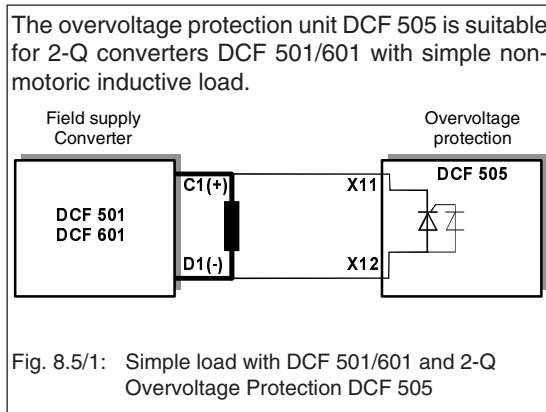 The overvoltage protection unit DCF 505 is suitable
for 2-Q converters DCF 501/601 with simple non-
motoric inductive load.
Field supply
Converter
Overvoltage
protection
DCF 501
DCF 601
C1(+)
D1(-)
X11
X12
DCF 505
Fig. 8.5/1: Simple load with DCF 501/601 and 2-Q
Overvoltage Protection DCF 505